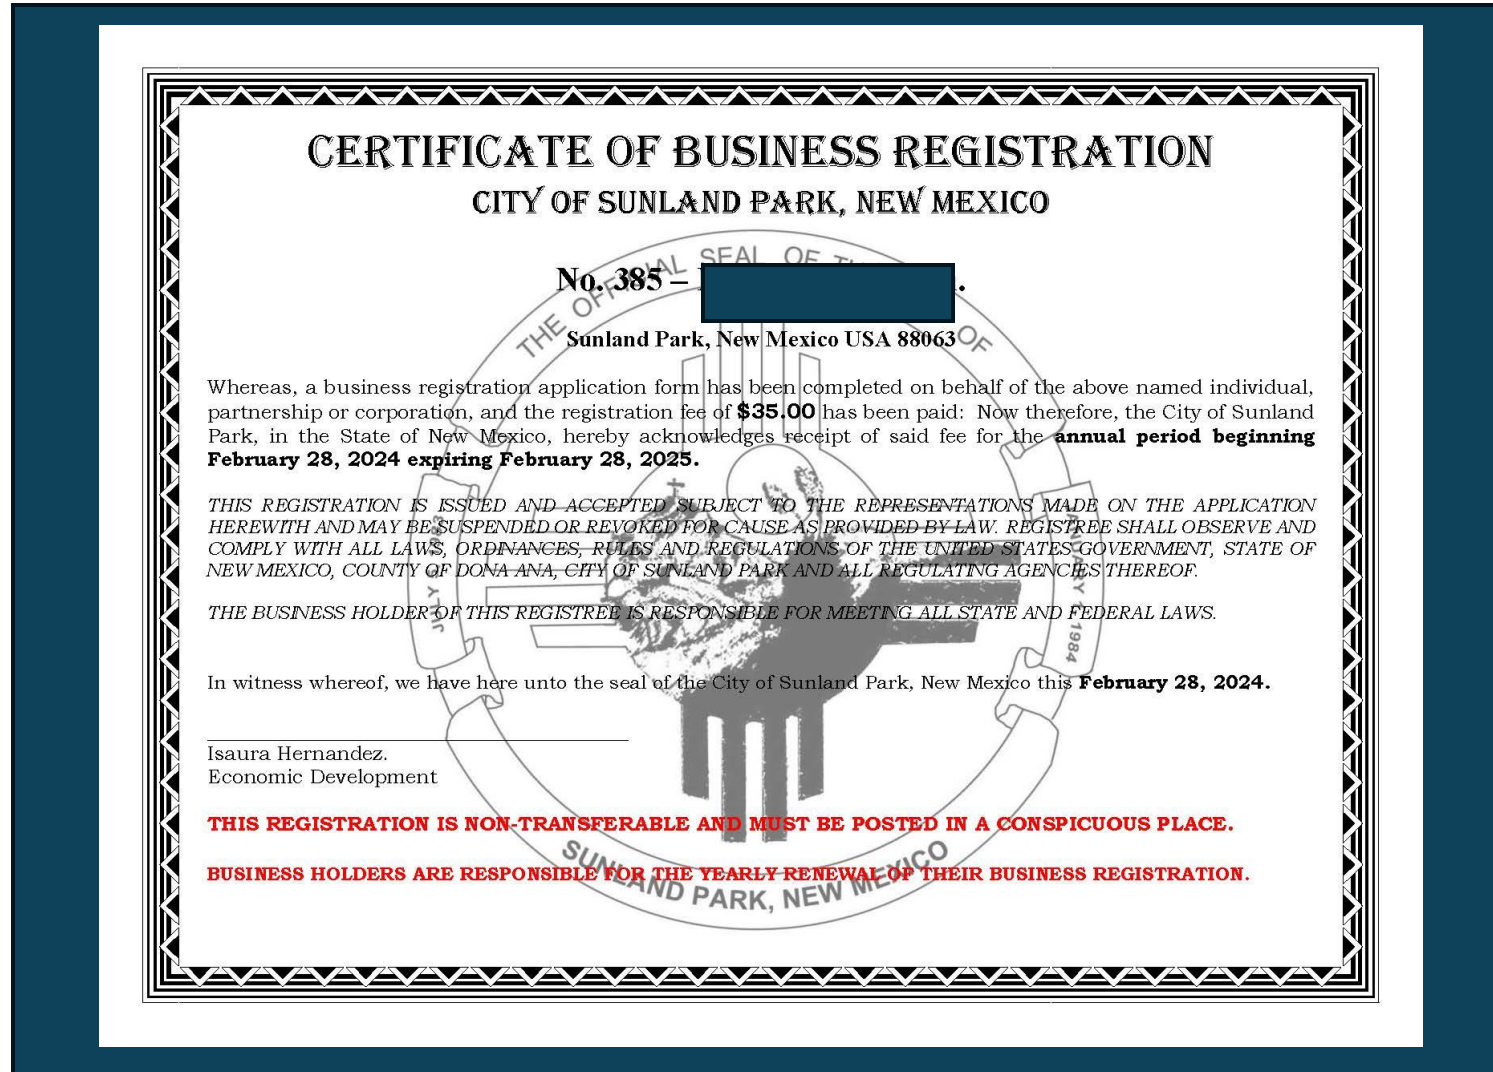 CERTIFICATE OF BUSINESS REGISTRATION
CITY OF SUNLAND PARK, NEW MEXICO
No. 385 –
Sunland Park, New Mexico USA 88063
Whereas, a business registration application form has been completed on behalf of the above named individual,
partnership or corporation, and the registration fee of $35.00 has been paid: Now therefore, the City of Sunland
Park, in the State of New Mexico, hereby acknowledges receipt of said fee for the annual period beginning
February 28, 2024 expiring February 28, 2025.
THIS REGISTRATION IS ISSUED AND ACCEPTED SUBJECT TO THE REPRESENTATIONS MADE ON THE APPLICATION
HEREWITH AND MAY BE SUSPENDED OR REVOKED FOR CAUSE AS PROVIDED BY LAW. REGISTREE SHALL OBSERVE AND
COMPLY WITH ALL LAWS, ORDINANCES, RULES AND REGULATIONS OF THE UNITED STATES GOVERNMENT, STATE OF
NEW MEXICO, COUNTY OF DONA ANA, CITY OF SUNLAND PARK AND ALL REGULATING AGENCIES THEREOF.
THE BUSINESS HOLDER OF THIS REGISTREE IS RESPONSIBLE FOR MEETING ALL STATE AND FEDERAL LAWS.
In witness whereof, we have here unto the seal of the City of Sunland Park, New Mexico this February 28, 2024.
Isaura Hernandez.
Economic Development
THIS REGISTRATION IS NON-TRANSFERABLE AND MUST BE POSTED IN A CONSPICUOUS PLACE.
BUSINESS HOLDERS ARE RESPONSIBLE FOR THE YEARLY RENEWAL OF THEIR BUSINESS REGISTRATION.
THE OFFICIAL SEAL OF OF
SUNLAND PARK, NEW MEXICO